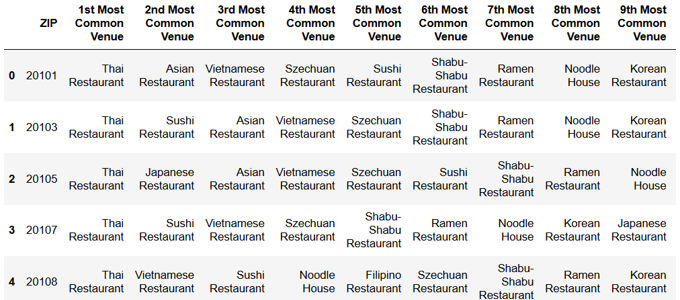 ZIP 1st Most Common Venue 2nd Most Common Venue 3rd Most Common Venue 4th Most Common Venue 5th Most Common Venue 6th Most Common Venue 7th Most Common Venue 8th Most Common Venue 9th Most Common Venue
0 20101 Thai Restaurant Asian Restaurant Vietnamese Restaurant Szechuan Restaurant Sushi Restaurant Shabu-Shabu Restaurant Ramen Restaurant Noodle House Korean Restaurant
1 20103 Thai Restaurant Sushi Restaurant Asian Restaurant Vietnamese Restaurant Szechuan Restaurant Shabu-Shabu Restaurant Ramen Restaurant Noodle House Korean Restaurant
2 20105 Thai Restaurant Japanese Restaurant Asian Restaurant Vietnamese Restaurant Szechuan Restaurant Sushi Restaurant Shabu-Shabu Restaurant Ramen Restaurant Noodle House
3 20107 Thai Restaurant Sushi Restaurant Vietnamese Restaurant Szechuan Restaurant Shabu-Shabu Restaurant Ramen Restaurant Noodle House Korean Restaurant Japanese Restaurant
4 20108 Thai Restaurant Vietnamese Restaurant Sushi Restaurant Noodle House Filipino Restaurant Szechuan Restaurant Shabu-Shabu Restaurant Ramen Restaurant Korean Restaurant